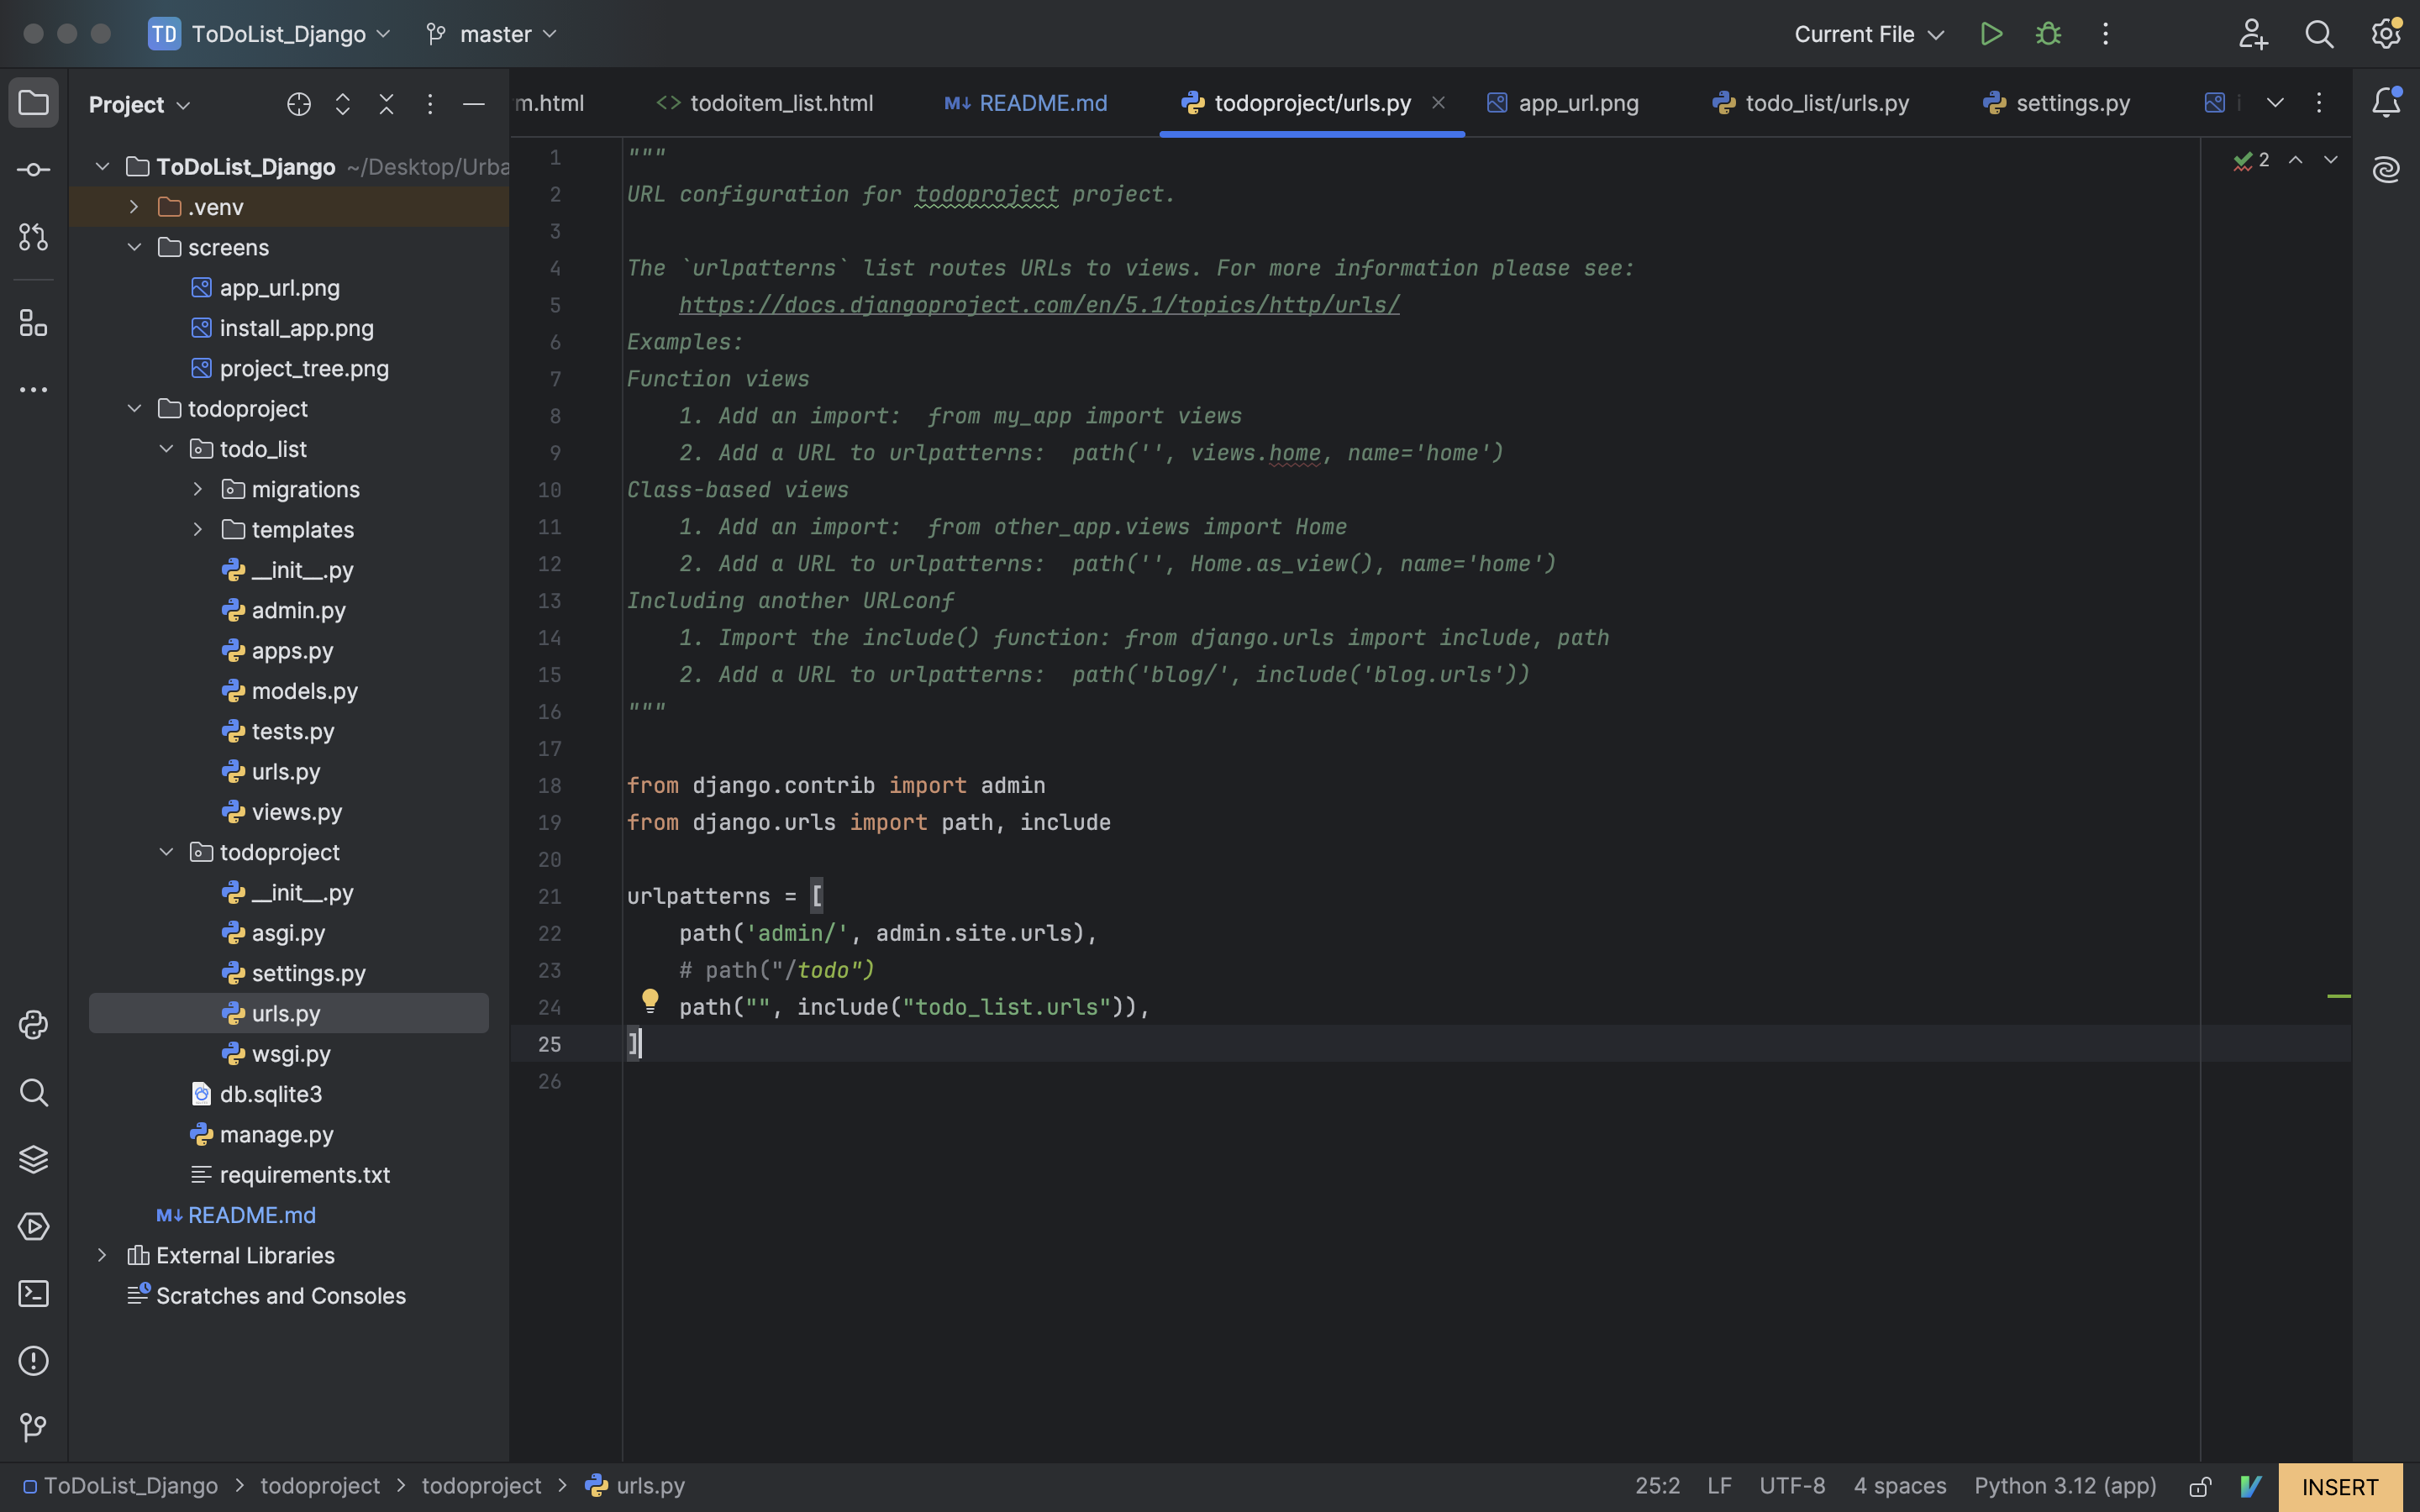 TD ToDoList_Django master Current File
Project
m.html todoitem_list.html M↓ README.md todoproject/urls.py app_url.png todo_list/urls.py settings.py
ToDoList_Django ~/Desktop/Urba
.venv
screens
app_url.png
install_app.png
project_tree.png
todoproject
todo_list
migrations
templates
__init__.py
admin.py
apps.py
models.py
tests.py
urls.py
views.py
todoproject
__init__.py
asgi.py
settings.py
urls.py
wsgi.py
db.sqlite3
manage.py
requirements.txt
M↓ README.md
External Libraries
Scratches and Consoles
1 """
2 URL configuration for todoproject project.
3
4 The `urlpatterns` list routes URLs to views. For more information please see:
5     https://docs.djangoproject.com/en/5.1/topics/http/urls/
6 Examples:
7 Function views
8     1. Add an import:  from my_app import views
9     2. Add a URL to urlpatterns:  path('', views.home, name='home')
10 Class-based views
11     1. Add an import:  from other_app.views import Home
12     2. Add a URL to urlpatterns:  path('', Home.as_view(), name='home')
13 Including another URLconf
14     1. Import the include() function: from django.urls import include, path
15     2. Add a URL to urlpatterns:  path('blog/', include('blog.urls'))
16 """
17
18 from django.contrib import admin
19 from django.urls import path, include
20
21 urlpatterns = [
22     path('admin/', admin.site.urls),
23     # path("/todo")
24     path("", include("todo_list.urls")),
25 ]
26
2
ToDoList_Django > todoproject > todoproject > urls.py 25:2 LF UTF-8 4 spaces Python 3.12 (app) INSERT